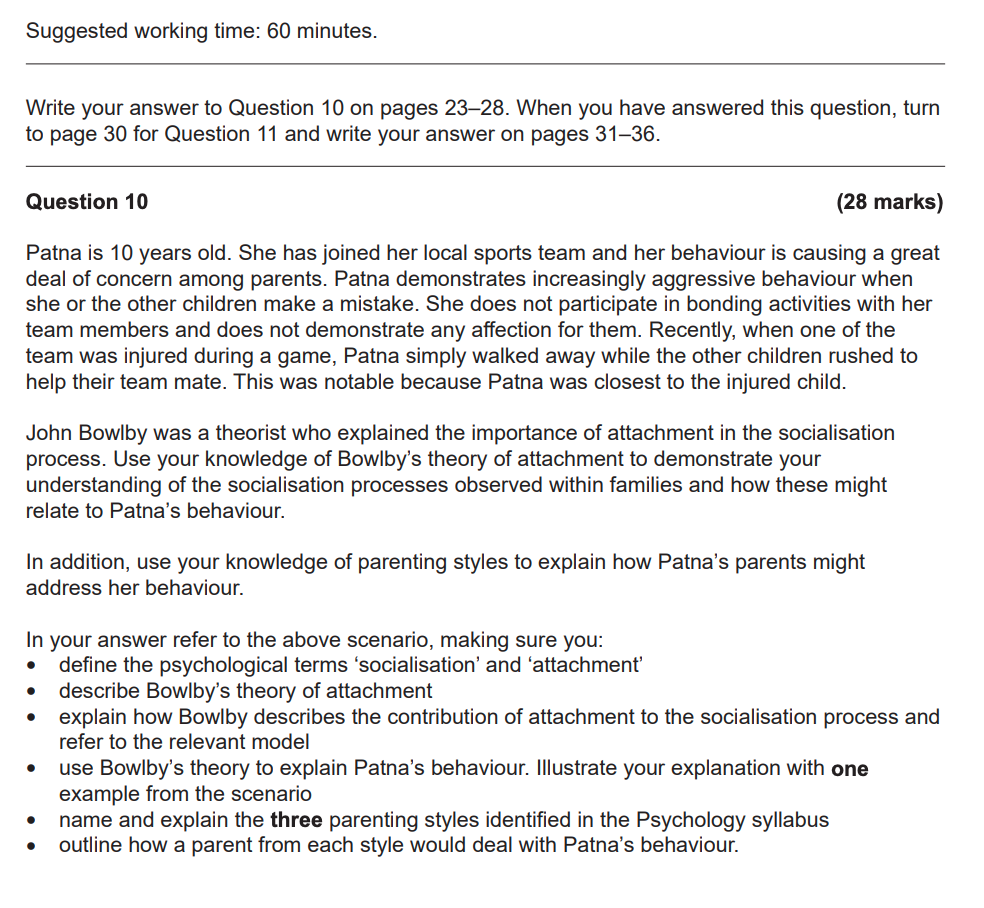 Suggested working time: 60 minutes.
Write your answer to Question 10 on pages 23–28. When you have answered this question, turn
to page 30 for Question 11 and write your answer on pages 31–36.
Question 10 (28 marks)
Patna is 10 years old. She has joined her local sports team and her behaviour is causing a great
deal of concern among parents. Patna demonstrates increasingly aggressive behaviour when
she or the other children make a mistake. She does not participate in bonding activities with her
team members and does not demonstrate any affection for them. Recently, when one of the
team was injured during a game, Patna simply walked away while the other children rushed to
help their team mate. This was notable because Patna was closest to the injured child.
John Bowlby was a theorist who explained the importance of attachment in the socialisation
process. Use your knowledge of Bowlby’s theory of attachment to demonstrate your
understanding of the socialisation processes observed within families and how these might
relate to Patna’s behaviour.
In addition, use your knowledge of parenting styles to explain how Patna’s parents might
address her behaviour.
In your answer refer to the above scenario, making sure you:
• define the psychological terms ‘socialisation’ and ‘attachment’
• describe Bowlby’s theory of attachment
• explain how Bowlby describes the contribution of attachment to the socialisation process and
refer to the relevant model
• use Bowlby’s theory to explain Patna’s behaviour. Illustrate your explanation with one
example from the scenario
• name and explain the three parenting styles identified in the Psychology syllabus
• outline how a parent from each style would deal with Patna’s behaviour.